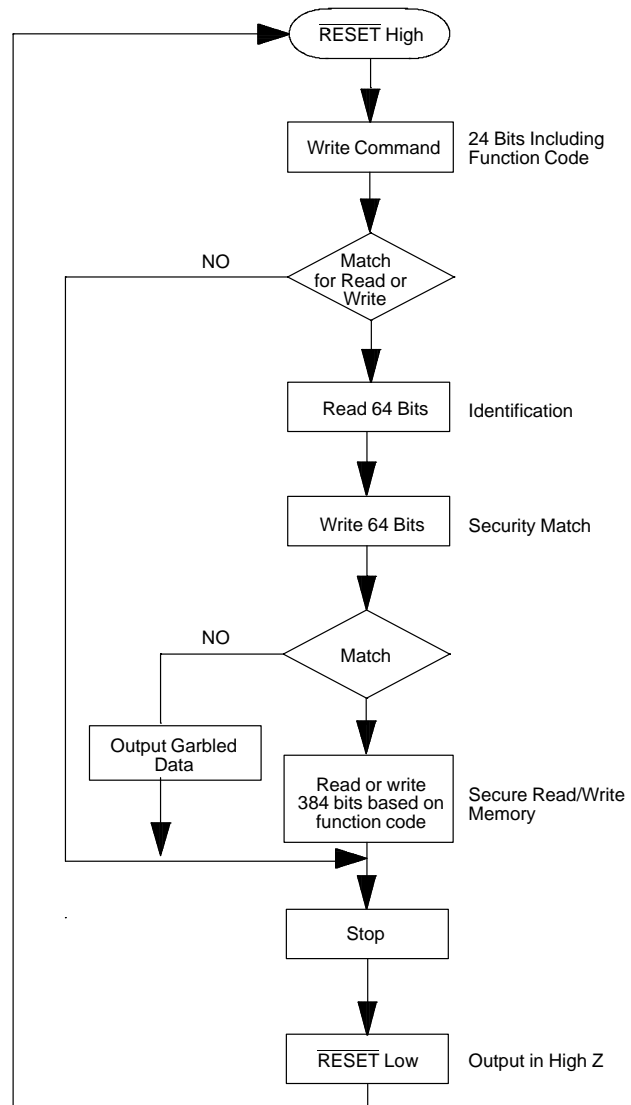 RESET High
Write Command
24 Bits Including
Function Code
NO
Match
for Read or
Write
Read 64 Bits
Identification
Write 64 Bits
Security Match
NO
Match
Output Garbled
Data
Read or write
384 bits based on
function code
Secure Read/Write
Memory
Stop
RESET Low
Output in High Z